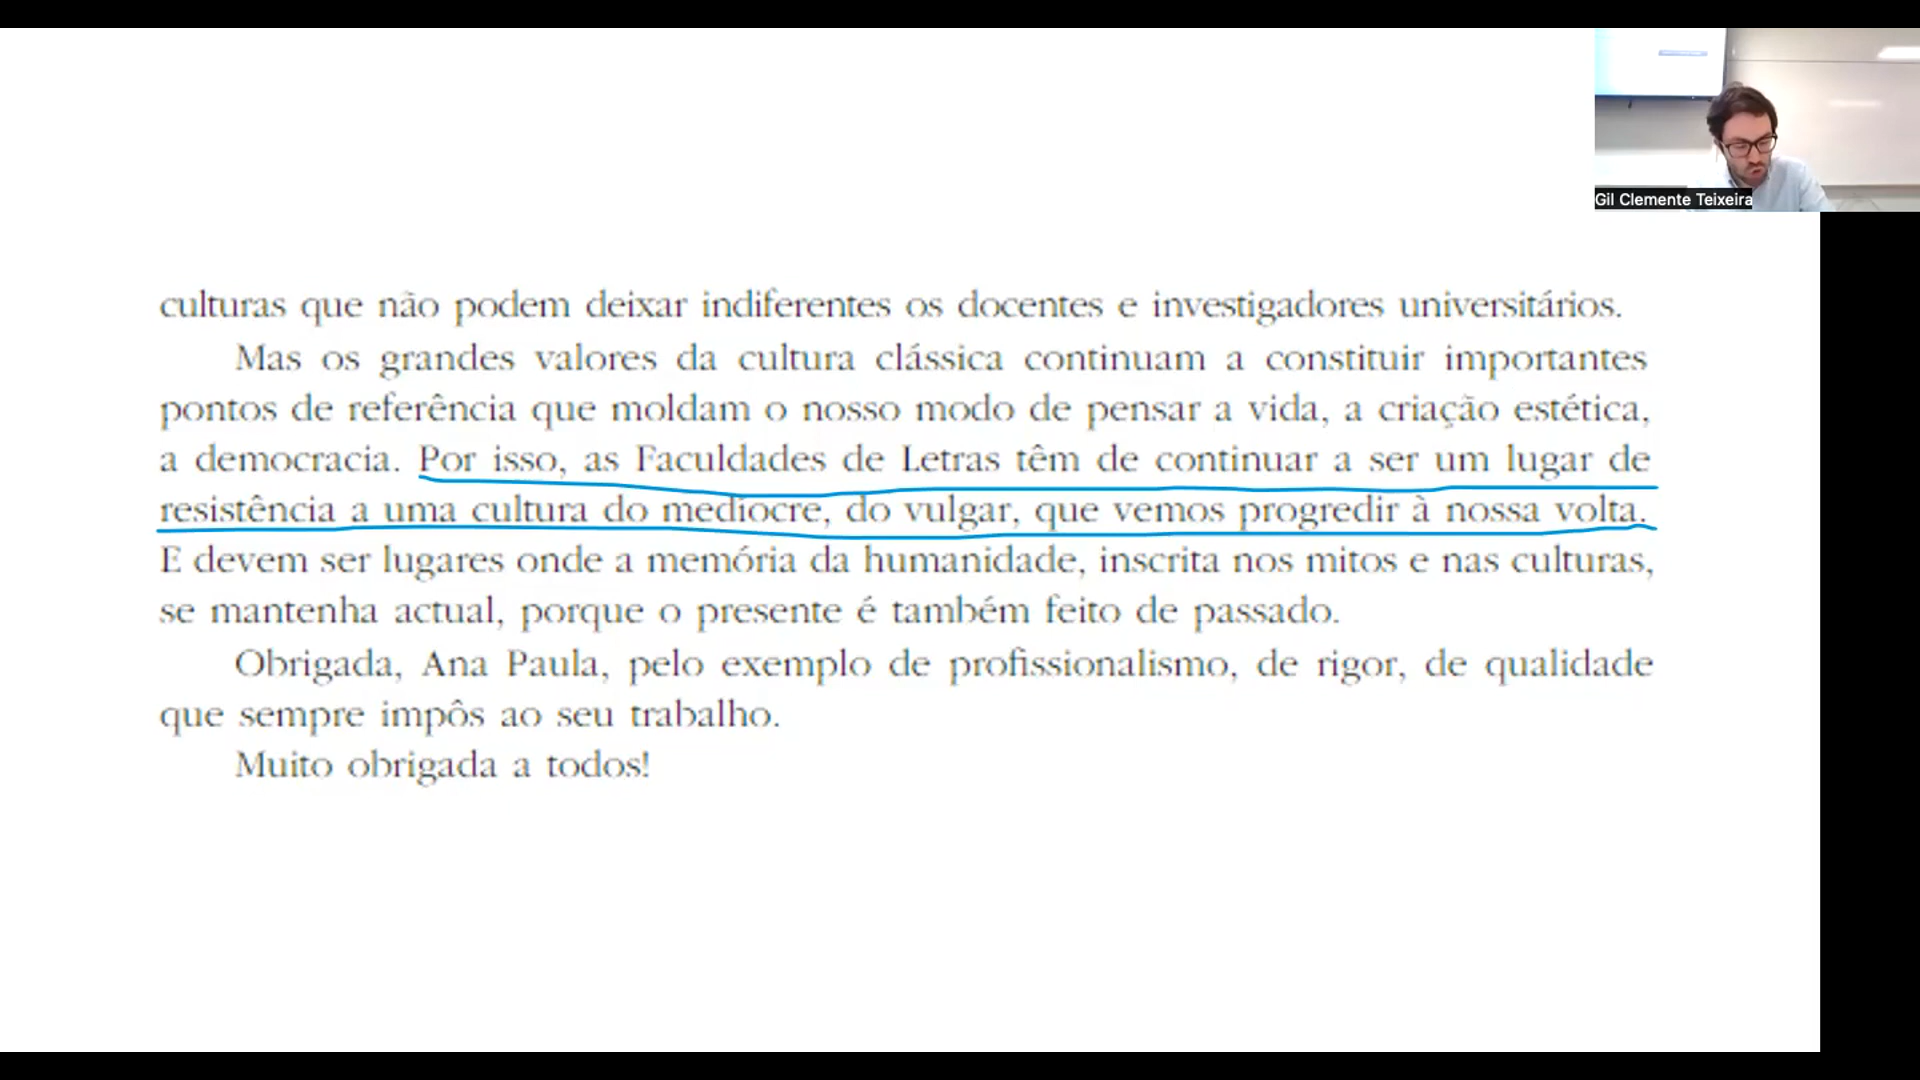 Gil Clemente Teixeira
culturas que não podem deixar indiferentes os docentes e investigadores universitários.
Mas os grandes valores da cultura clássica continuam a constituir importantes
pontos de referência que moldam o nosso modo de pensar a vida, a criação estética,
a democracia. Por isso, as Faculdades de Letras têm de continuar a ser um lugar de
resistência a uma cultura do medíocre, do vulgar, que vemos progredir à nossa volta.
E devem ser lugares onde a memória da humanidade, inscrita nos mitos e nas culturas,
se mantenha actual, porque o presente é também feito de passado.
Obrigada, Ana Paula, pelo exemplo de profissionalismo, de rigor, de qualidade
que sempre impôs ao seu trabalho.
Muito obrigada a todos!